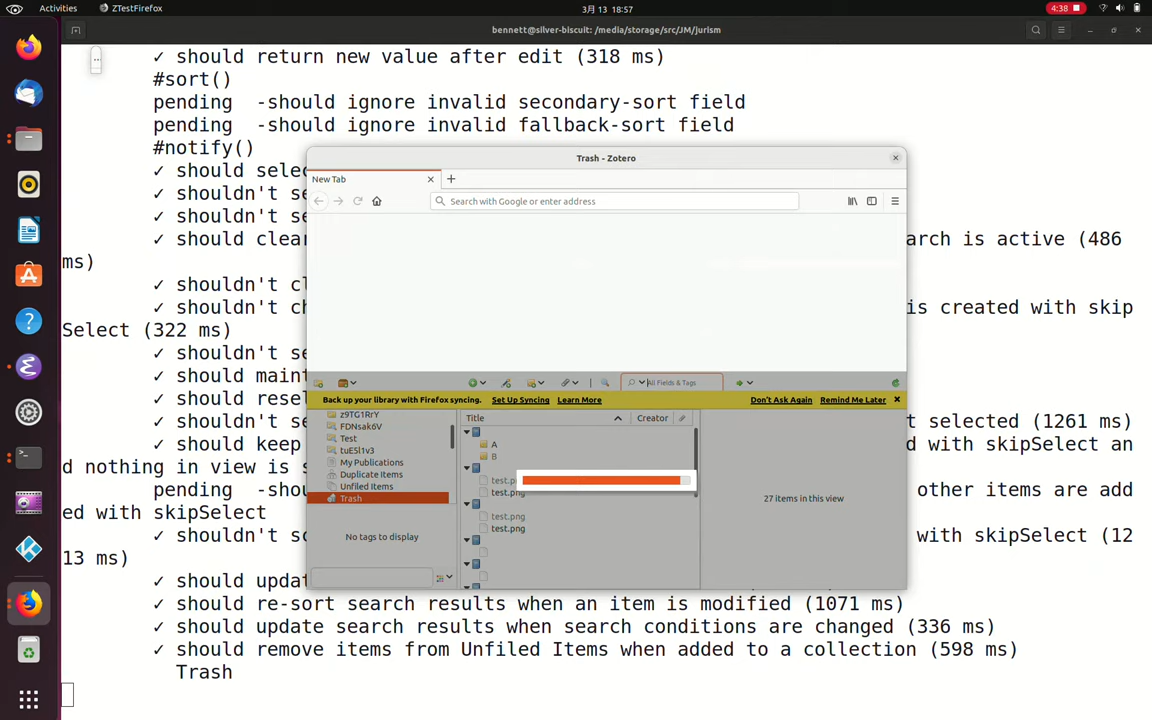 Activities ZTestFirefox 3月 13 18:57 4:38
bennett@silver-biscuit: /media/storage/src/JM/jurism
✓ should return new value after edit (318 ms)
#sort()
pending -should ignore invalid secondary-sort field
pending -should ignore invalid fallback-sort field
#notify()
✓ should selec
✓ shouldn't se
✓ shouldn't se
✓ should clear arch is active (486
ms)
✓ shouldn't cl
✓ shouldn't ch is created with skip
Select (322 ms)
✓ shouldn't se
✓ should maint
✓ should resel
✓ shouldn't se t selected (1261 ms)
✓ should keep d with skipSelect an
d nothing in view is s
pending -shou other items are add
ed with skipSelect
✓ shouldn't sc with skipSelect (12
13 ms)
✓ should updat
✓ should re-sort search results when an item is modified (1071 ms)
✓ should update search results when search conditions are changed (336 ms)
✓ should remove items from Unfiled Items when added to a collection (598 ms)
Trash
Trash - Zotero
New Tab
Search with Google or enter address
All Fields & Tags
Back up your library with Firefox syncing. Set Up Syncing Learn More Don't Ask Again Remind Me Later
z9TG1RrY
FDNsak6V
Test
tuE5l1v3
My Publications
Duplicate Items
Unfiled Items
Trash
No tags to display
Title Creator
A
B
test.p
test.png
test.png
test.png
27 items in this view